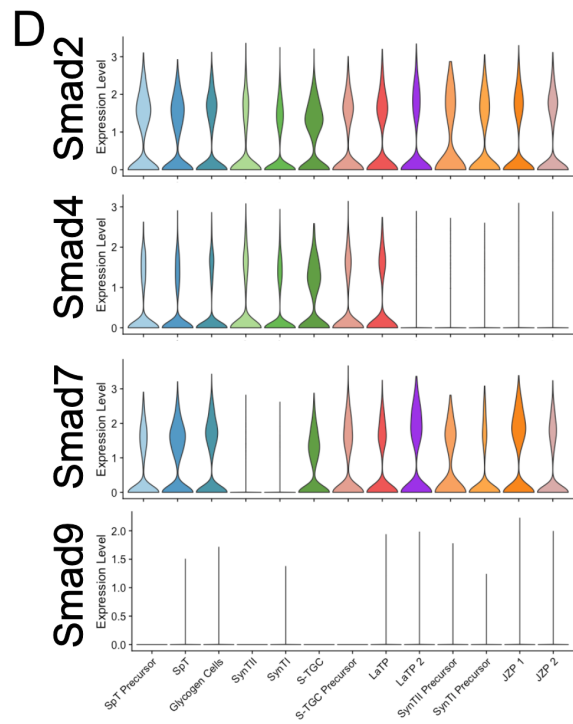 D
Smad2
Expression Level
3
2
1
0
Smad4
Expression Level
3
2
1
0
Smad7
Expression Level
3
2
1
0
Smad9
Expression Level
2.0
1.5
1.0
0.5
0.0
SpT Precursor
SpT
Glycogen Cells
SynTII
SynTI
S-TGC
S-TGC Precursor
LaTP
LaTP 2
SynTII Precursor
SynTI Precursor
JZP 1
JZP 2